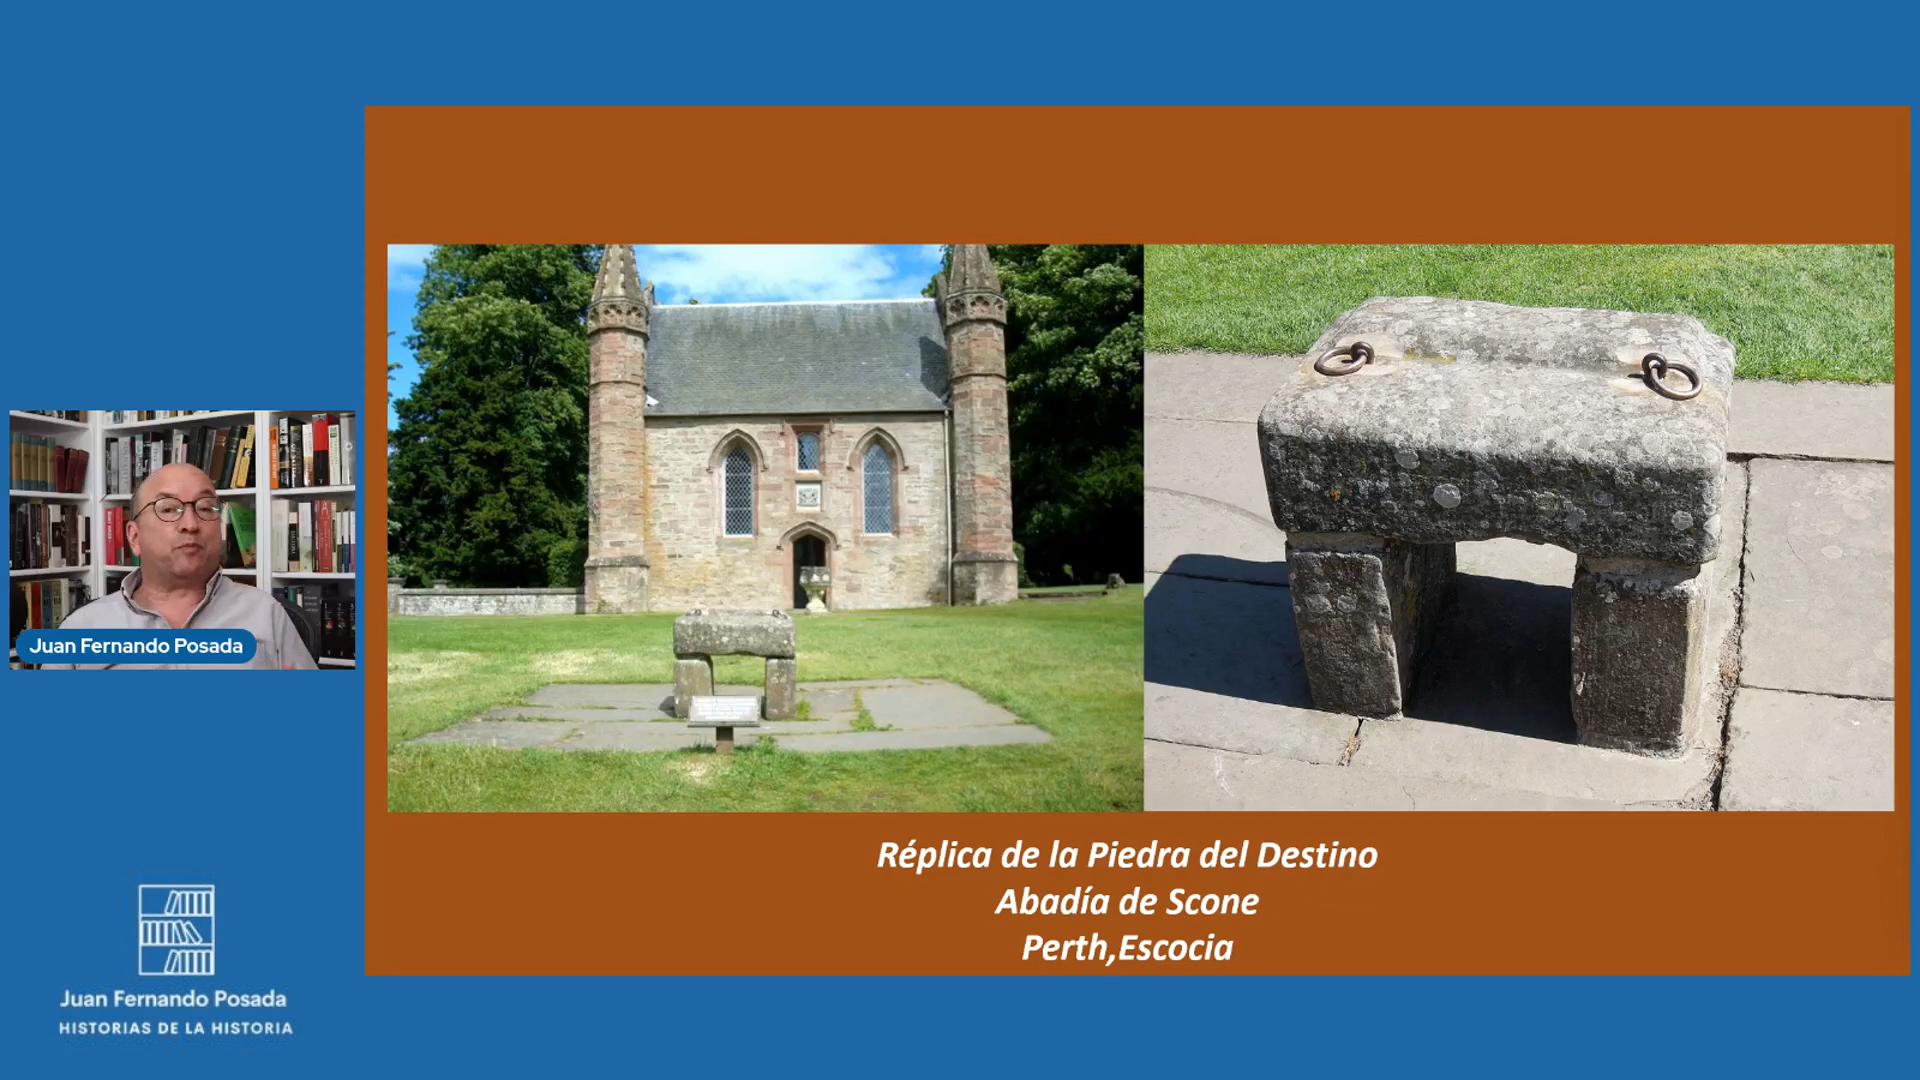 Juan Fernando Posada
Réplica de la Piedra del Destino
Abadía de Scone
Perth,Escocia
Juan Fernando Posada
HISTORIAS DE LA HISTORIA